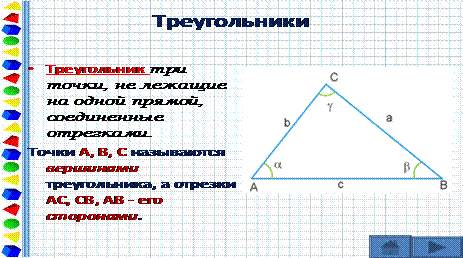 Треугольники
• Треугольник три
точки, не лежащие
на одной прямой,
соединенные
отрезками.
Точки А, В, С называются
вершинами
треугольника, а отрезки
АС, СВ, АВ – его
сторонами.
C
γ
b
a
α
β
A
c
B